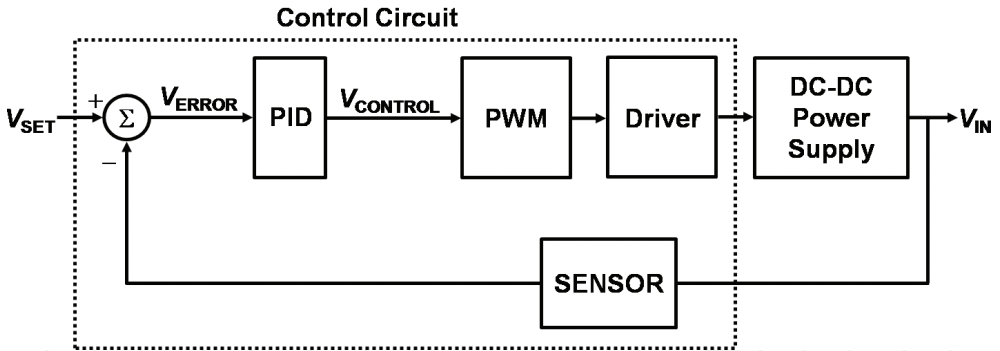 Control Circuit
+
V_SET
Σ
−
V_ERROR
PID
V_CONTROL
PWM
Driver
DC-DC
Power
Supply
V_IN
SENSOR